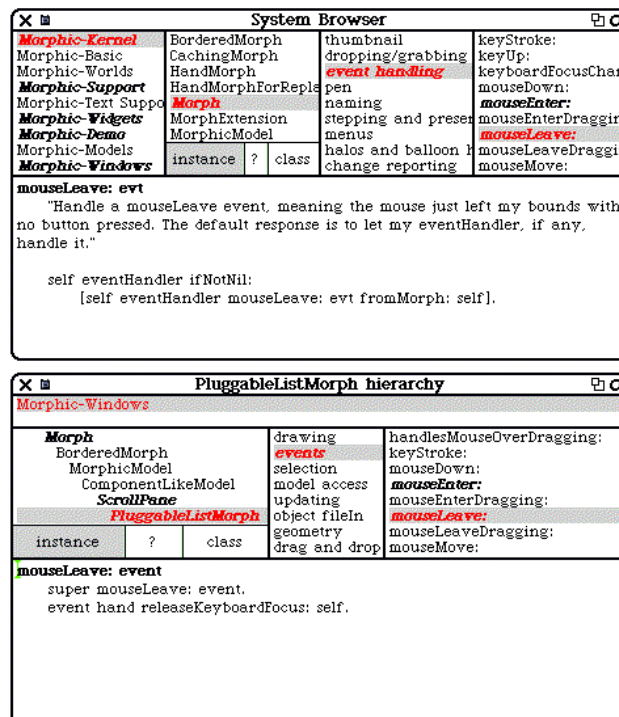 System Browser
Morphic-Kernel
Morphic-Basic
Morphic-Worlds
Morphic-Support
Morphic-Text Suppo
Morphic-Widgets
Morphic-Demo
Morphic-Models
Morphic-Windows
BorderedMorph
CachingMorph
HandMorph
HandMorphForRepla
Morph
MorphExtension
MorphicModel
instance ? class
thumbnail
dropping/grabbing
event handling
pen
naming
stepping and presen
menus
halos and balloon h
change reporting
keyStroke:
keyUp:
keyboardFocusChan
mouseDown:
mouseEnter:
mouseEnterDraggin
mouseLeave:
mouseLeaveDraggi
mouseMove:
mouseLeave: evt
"Handle a mouseLeave event, meaning the mouse just left my bounds with
no button pressed. The default response is to let my eventHandler, if any,
handle it."
self eventHandler ifNotNil:
[self eventHandler mouseLeave: evt fromMorph: self].
PluggableListMorph hierarchy
Morphic-Windows
Morph
BorderedMorph
MorphicModel
ComponentLikeModel
ScrollPane
PluggableListMorph
instance ? class
drawing
events
selection
model access
updating
object fileIn
geometry
drag and drop
handlesMouseOverDragging:
keyStroke:
mouseDown:
mouseEnter:
mouseEnterDragging:
mouseLeave:
mouseLeaveDragging:
mouseMove:
mouseLeave: event
super mouseLeave: event.
event hand releaseKeyboardFocus: self.